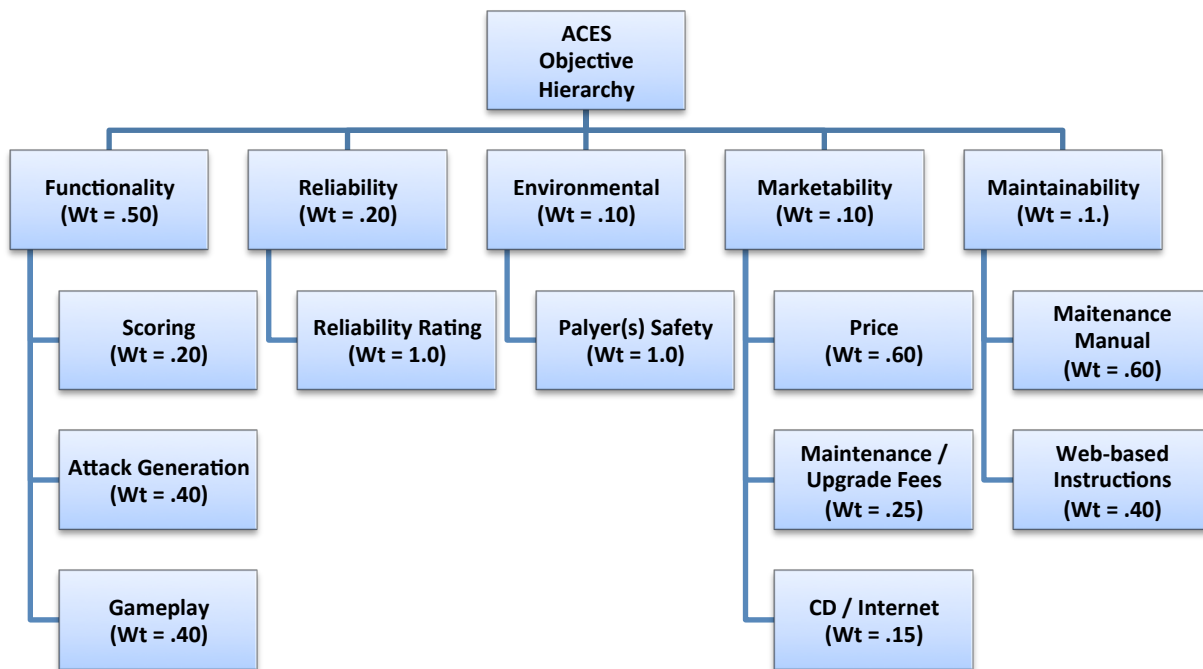 ACES
Objective
Hierarchy
Functionality
(Wt = .50)
Reliability
(Wt = .20)
Environmental
(Wt = .10)
Marketability
(Wt = .10)
Maintainability
(Wt = .1.)
Scoring
(Wt = .20)
Reliability Rating
(Wt = 1.0)
Palyer(s) Safety
(Wt = 1.0)
Price
(Wt = .60)
Maitenance
Manual
(Wt = .60)
Attack Generation
(Wt = .40)
Maintenance /
Upgrade Fees
(Wt = .25)
Web-based
Instructions
(Wt = .40)
Gameplay
(Wt = .40)
CD / Internet
(Wt = .15)